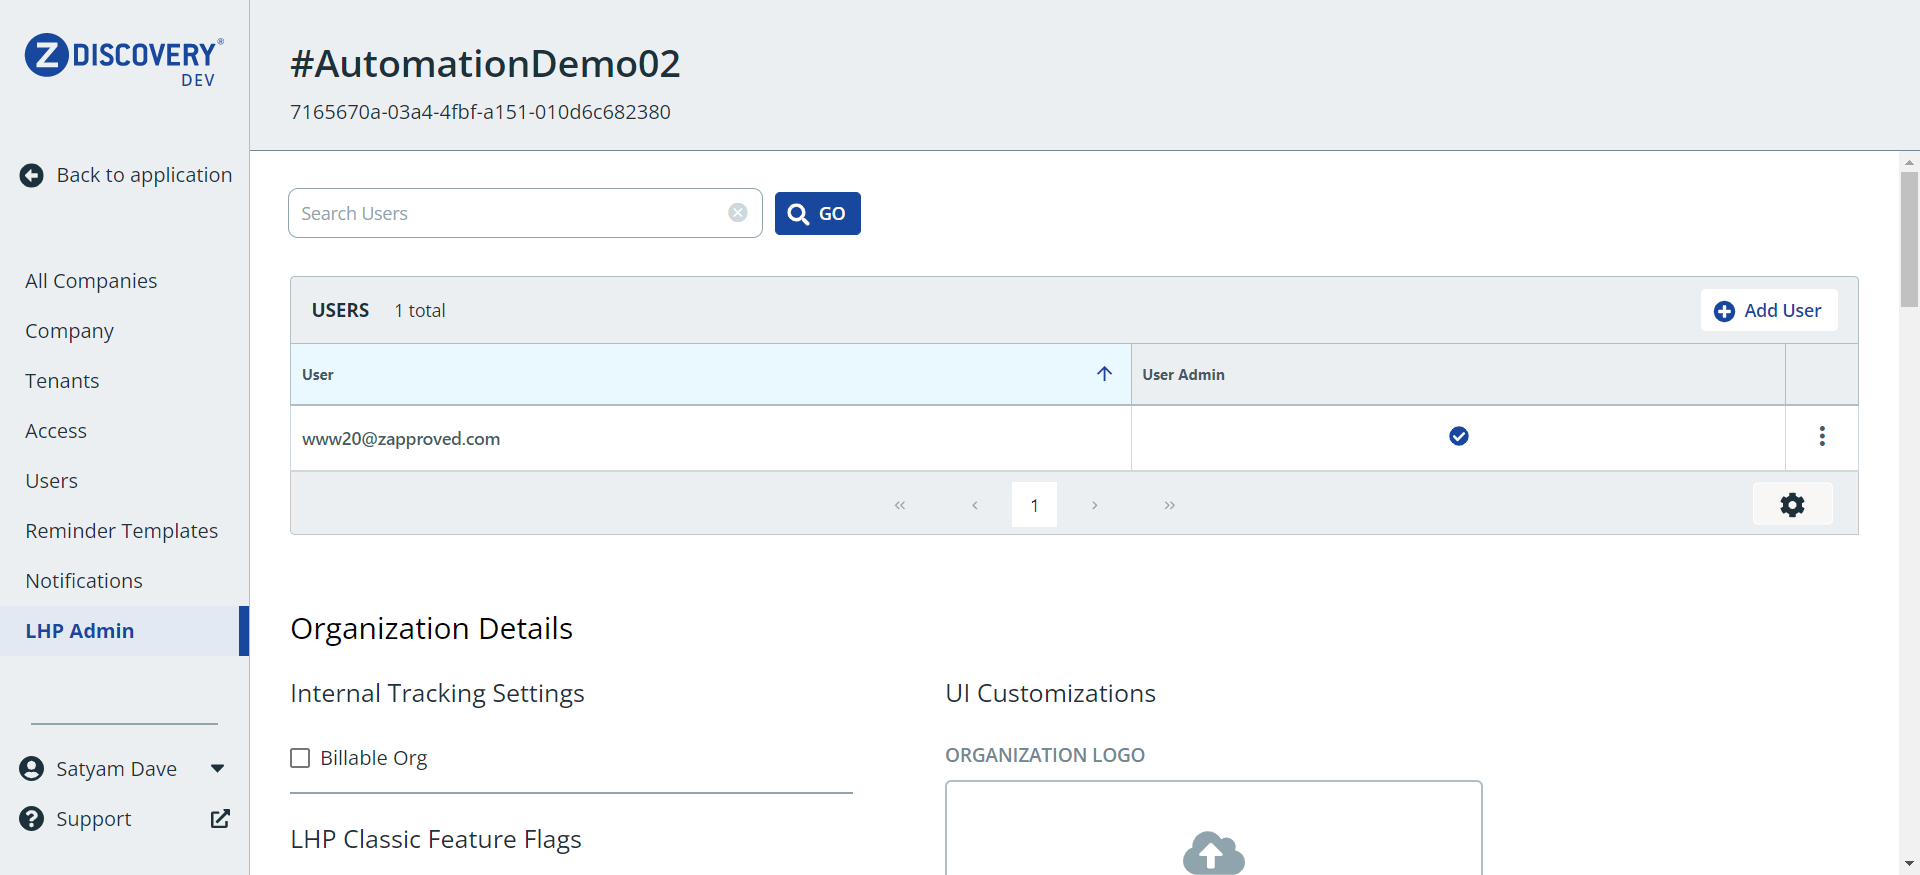 Z DISCOVERY®
DEV
Back to application
All Companies
Company
Tenants
Access
Users
Reminder Templates
Notifications
LHP Admin
Satyam Dave
Support
#AutomationDemo02
7165670a-03a4-4fbf-a151-010d6c682380
Search Users
GO
USERS 1 total
Add User
User
User Admin
www20@zapproved.com
« ‹ 1 › »
Organization Details
Internal Tracking Settings
Billable Org
LHP Classic Feature Flags
UI Customizations
ORGANIZATION LOGO